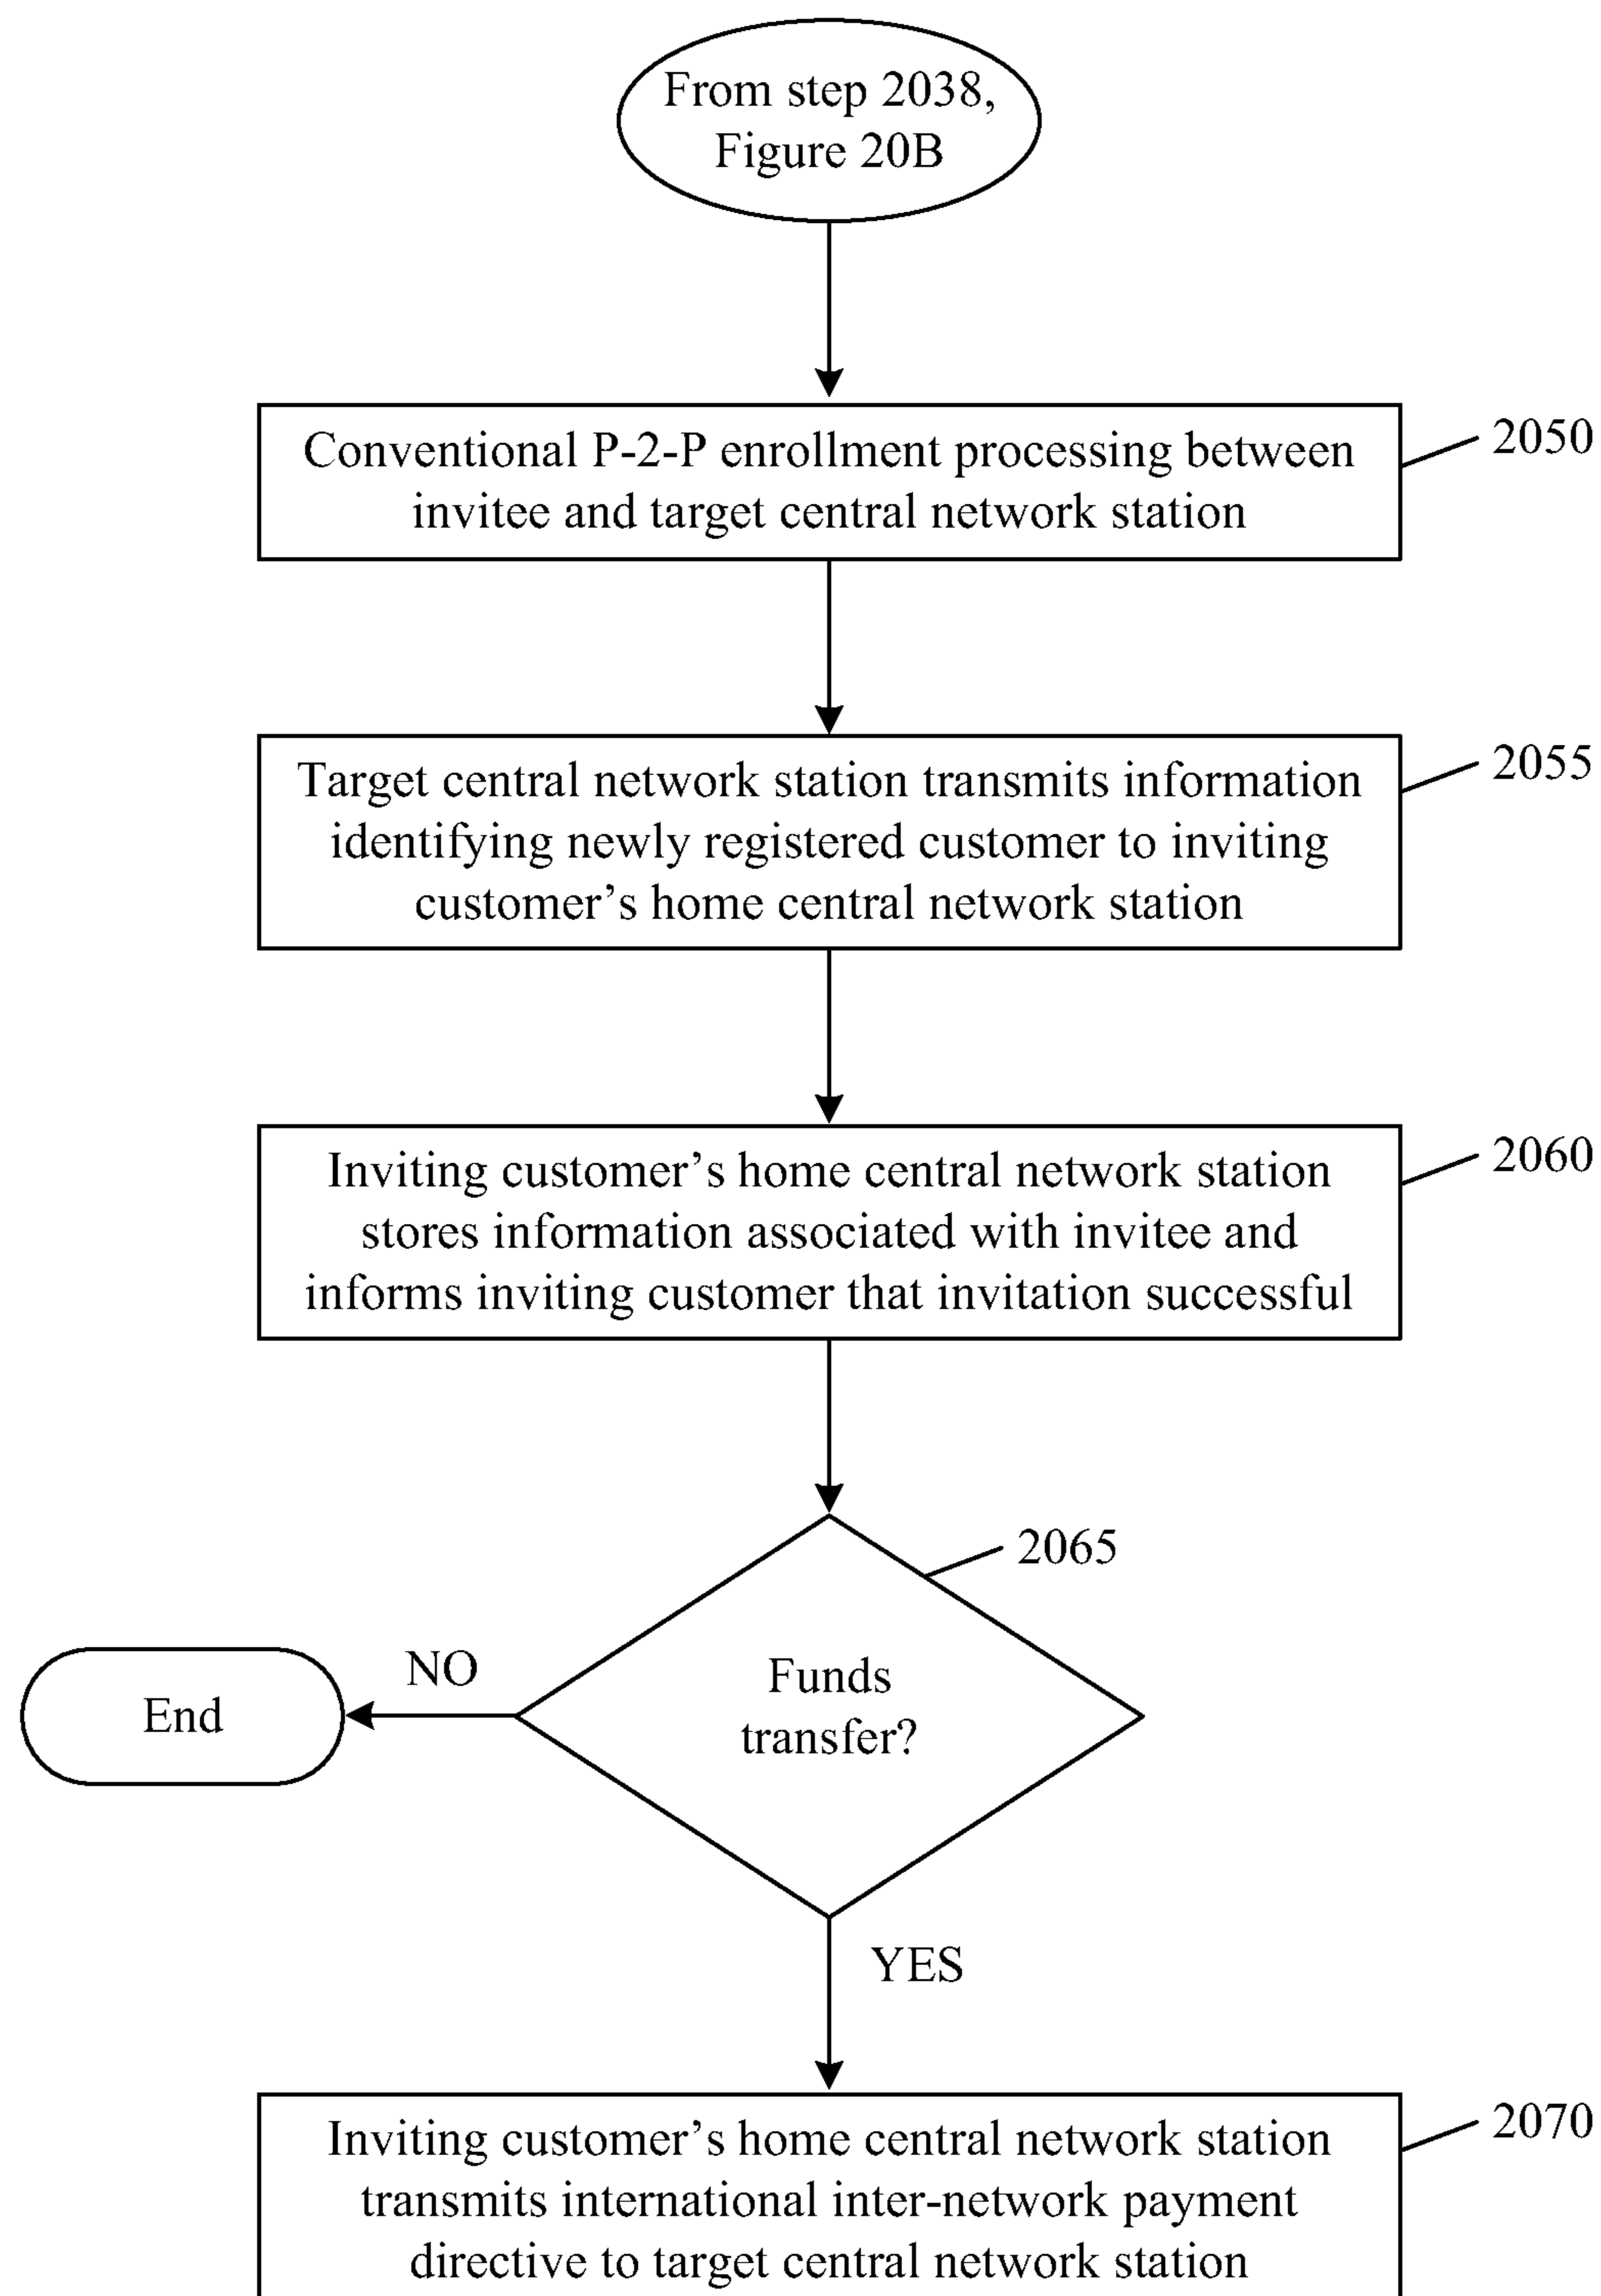 From step 2038,
Figure 20B
Conventional P-2-P enrollment processing between
invitee and target central network station
2050
Target central network station transmits information
identifying newly registered customer to inviting
customer’s home central network station
2055
Inviting customer’s home central network station
stores information associated with invitee and
informs inviting customer that invitation successful
2060
2065
Funds
transfer?
NO
End
YES
Inviting customer’s home central network station
transmits international inter-network payment
directive to target central network station
2070